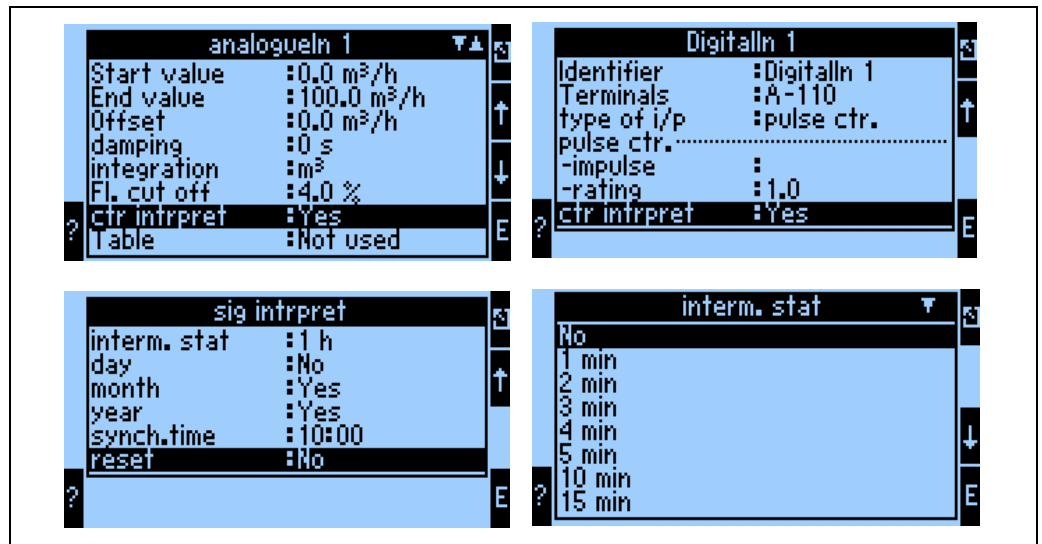 analogueIn 1
Start value :0.0 m³/h
End value :100.0 m³/h
Offset :0.0 m³/h
damping :0 s
integration :m³
Fl. cut off :4.0 %
ctr intrpret :Yes
Table :Not used
? E
DigitalIn 1
Identifier :DigitalIn 1
Terminals :A-110
type of i/p :pulse ctr.
pulse ctr.
-impulse :
-rating :1.0
ctr intrpret :Yes
? E
sig intrpret
interm. stat :1 h
day :No
month :Yes
year :Yes
synch.time :10:00
reset :No
? E
interm. stat
No
1 min
2 min
3 min
4 min
5 min
10 min
15 min
? E